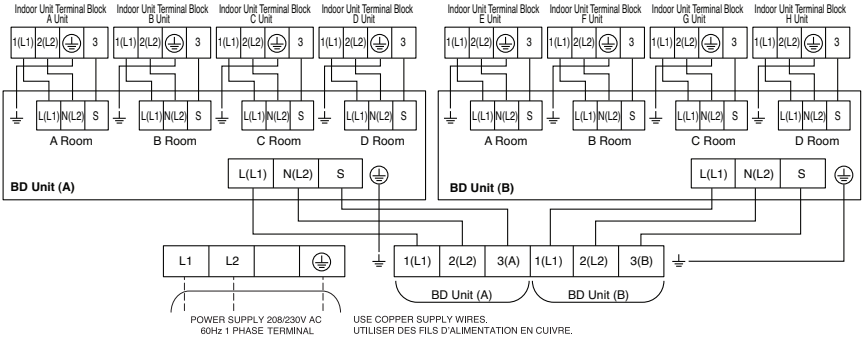 Indoor Unit Terminal Block Indoor Unit Terminal Block Indoor Unit Terminal Block Indoor Unit Terminal Block Indoor Unit Terminal Block Indoor Unit Terminal Block Indoor Unit Terminal Block Indoor Unit Terminal Block
A Unit B Unit C Unit D Unit E Unit F Unit G Unit H Unit
1(L1) 2(L2) 3 1(L1) 2(L2) 3 1(L1) 2(L2) 3 1(L1) 2(L2) 3 1(L1) 2(L2) 3 1(L1) 2(L2) 3 1(L1) 2(L2) 3 1(L1) 2(L2) 3
L(L1) N(L2) S L(L1) N(L2) S L(L1) N(L2) S L(L1) N(L2) S L(L1) N(L2) S L(L1) N(L2) S L(L1) N(L2) S L(L1) N(L2) S
A Room B Room C Room D Room A Room B Room C Room D Room
L(L1) N(L2) S L(L1) N(L2) S
BD Unit (A) BD Unit (B)
L1 L2 1(L1) 2(L2) 3(A) 1(L1) 2(L2) 3(B)
BD Unit (A) BD Unit (B)
POWER SUPPLY 208/230V AC
60Hz 1 PHASE TERMINAL
USE COPPER SUPPLY WIRES.
UTILISER DES FILS D'ALIMENTATION EN CUIVRE.